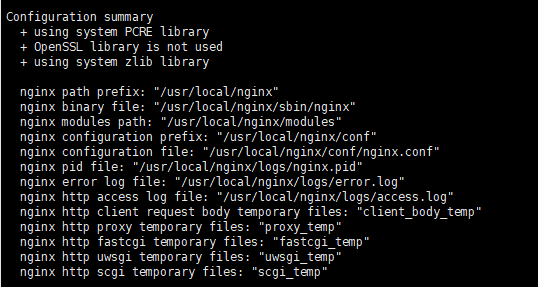 Configuration summary
+ using system PCRE library
+ OpenSSL library is not used
+ using system zlib library
nginx path prefix: "/usr/local/nginx"
nginx binary file: "/usr/local/nginx/sbin/nginx"
nginx modules path: "/usr/local/nginx/modules"
nginx configuration prefix: "/usr/local/nginx/conf"
nginx configuration file: "/usr/local/nginx/conf/nginx.conf"
nginx pid file: "/usr/local/nginx/logs/nginx.pid"
nginx error log file: "/usr/local/nginx/logs/error.log"
nginx http access log file: "/usr/local/nginx/logs/access.log"
nginx http client request body temporary files: "client_body_temp"
nginx http proxy temporary files: "proxy_temp"
nginx http fastcgi temporary files: "fastcgi_temp"
nginx http uwsgi temporary files: "uwsgi_temp"
nginx http scgi temporary files: "scgi_temp"